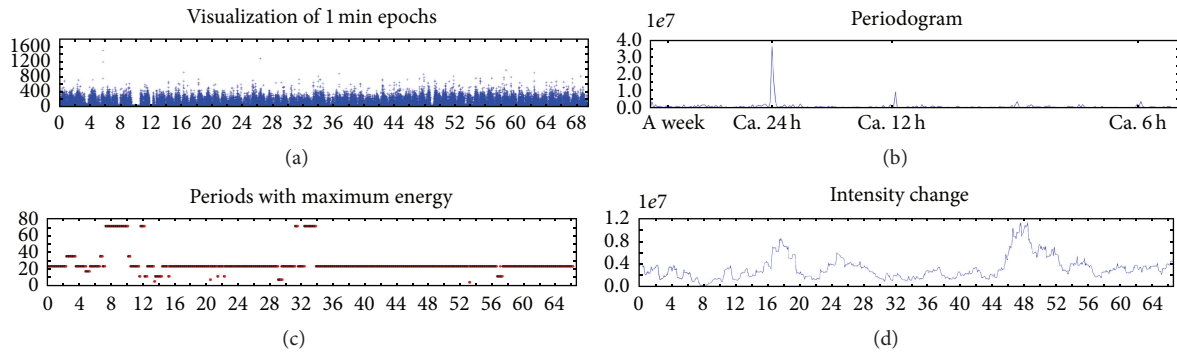 Visualization of 1 min epochs
1600
1200
800
400
0
0 4 8 12 16 20 24 28 32 36 40 44 48 52 56 60 64 68
(a)
Periodogram
1e7
4.0
3.0
2.0
1.0
0.0
A week Ca. 24 h Ca. 12 h Ca. 6 h
(b)
Periods with maximum energy
80
60
40
20
0
0 4 8 12 16 20 24 28 32 36 40 44 48 52 56 60 64
(c)
Intensity change
1e7
1.2
0.8
0.4
0.0
0 4 8 12 16 20 24 28 32 36 40 44 48 52 56 60 64
(d)